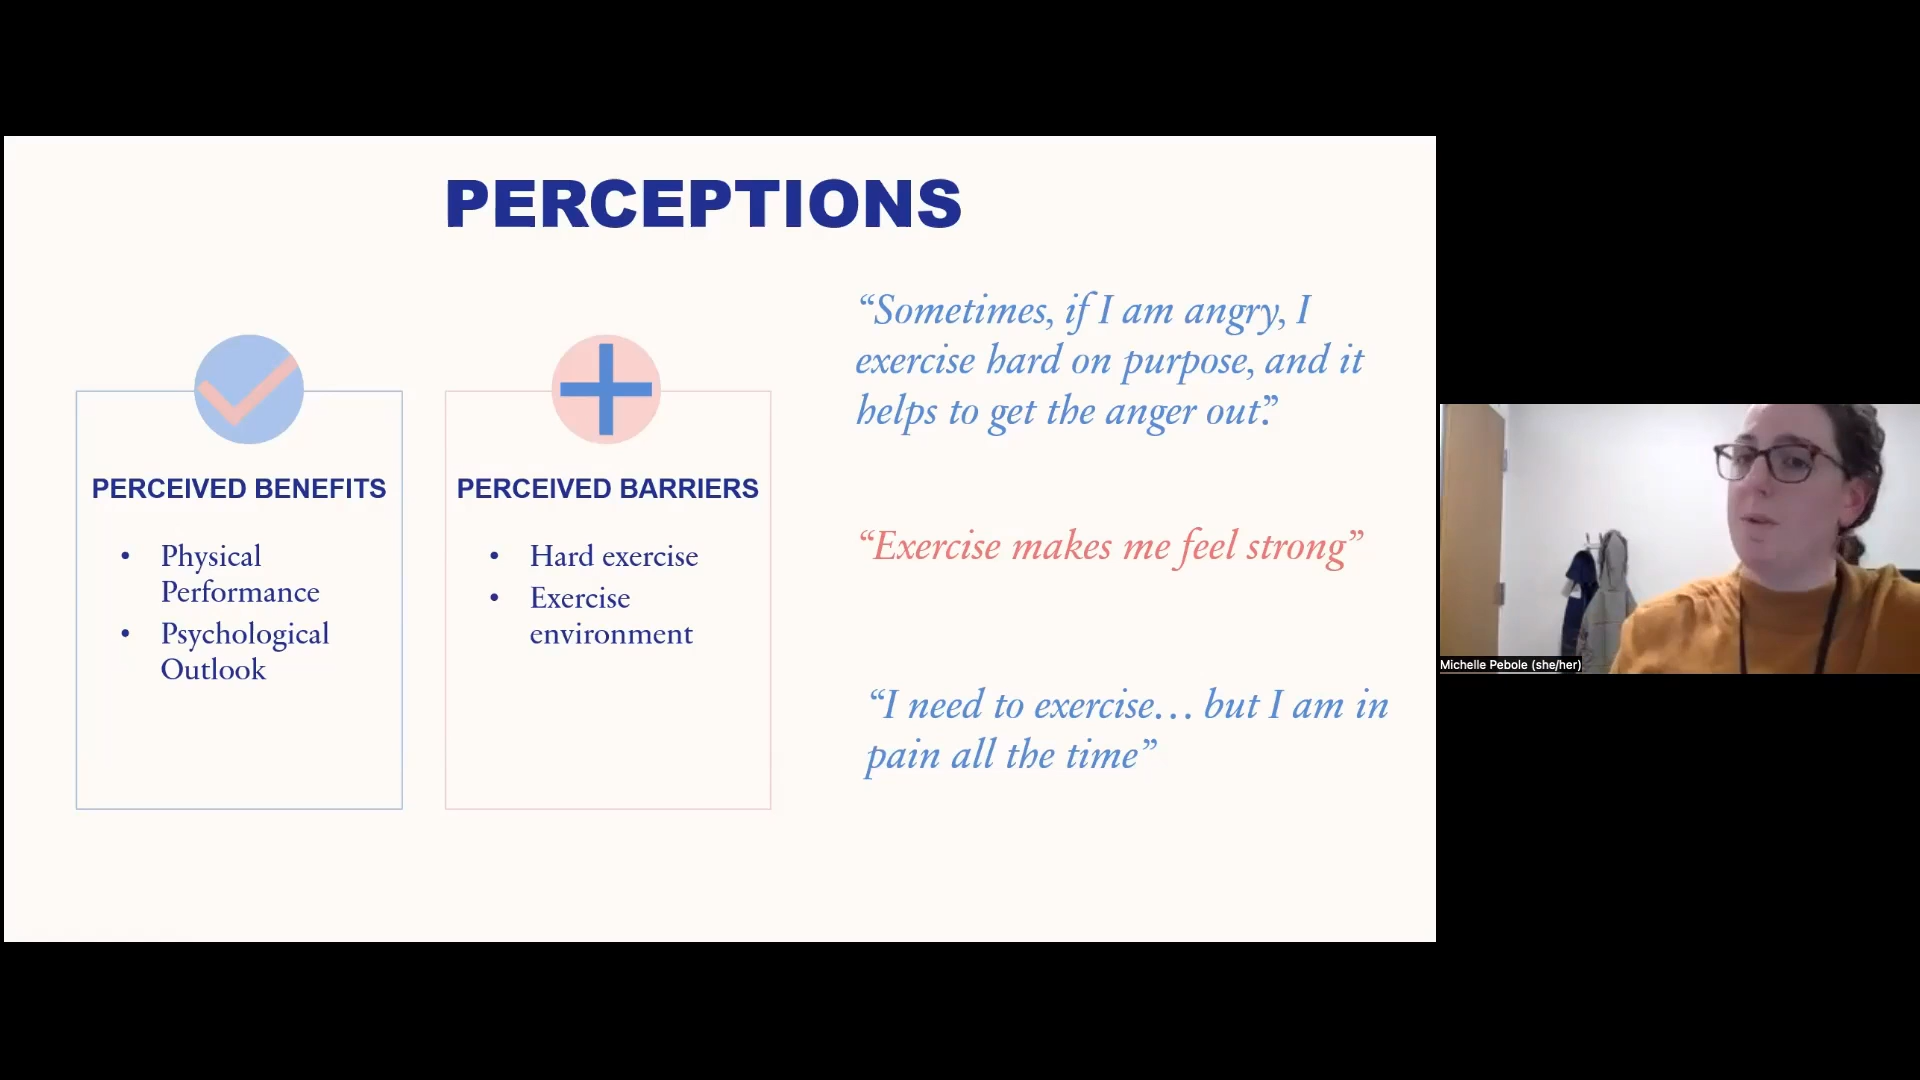 PERCEPTIONS
PERCEIVED BENEFITS
• Physical
Performance
• Psychological
Outlook
PERCEIVED BARRIERS
• Hard exercise
• Exercise
environment
“Sometimes, if I am angry, I
exercise hard on purpose, and it
helps to get the anger out.”
“Exercise makes me feel strong”
“I need to exercise… but I am in
pain all the time”
Michelle Pebole (she/her)